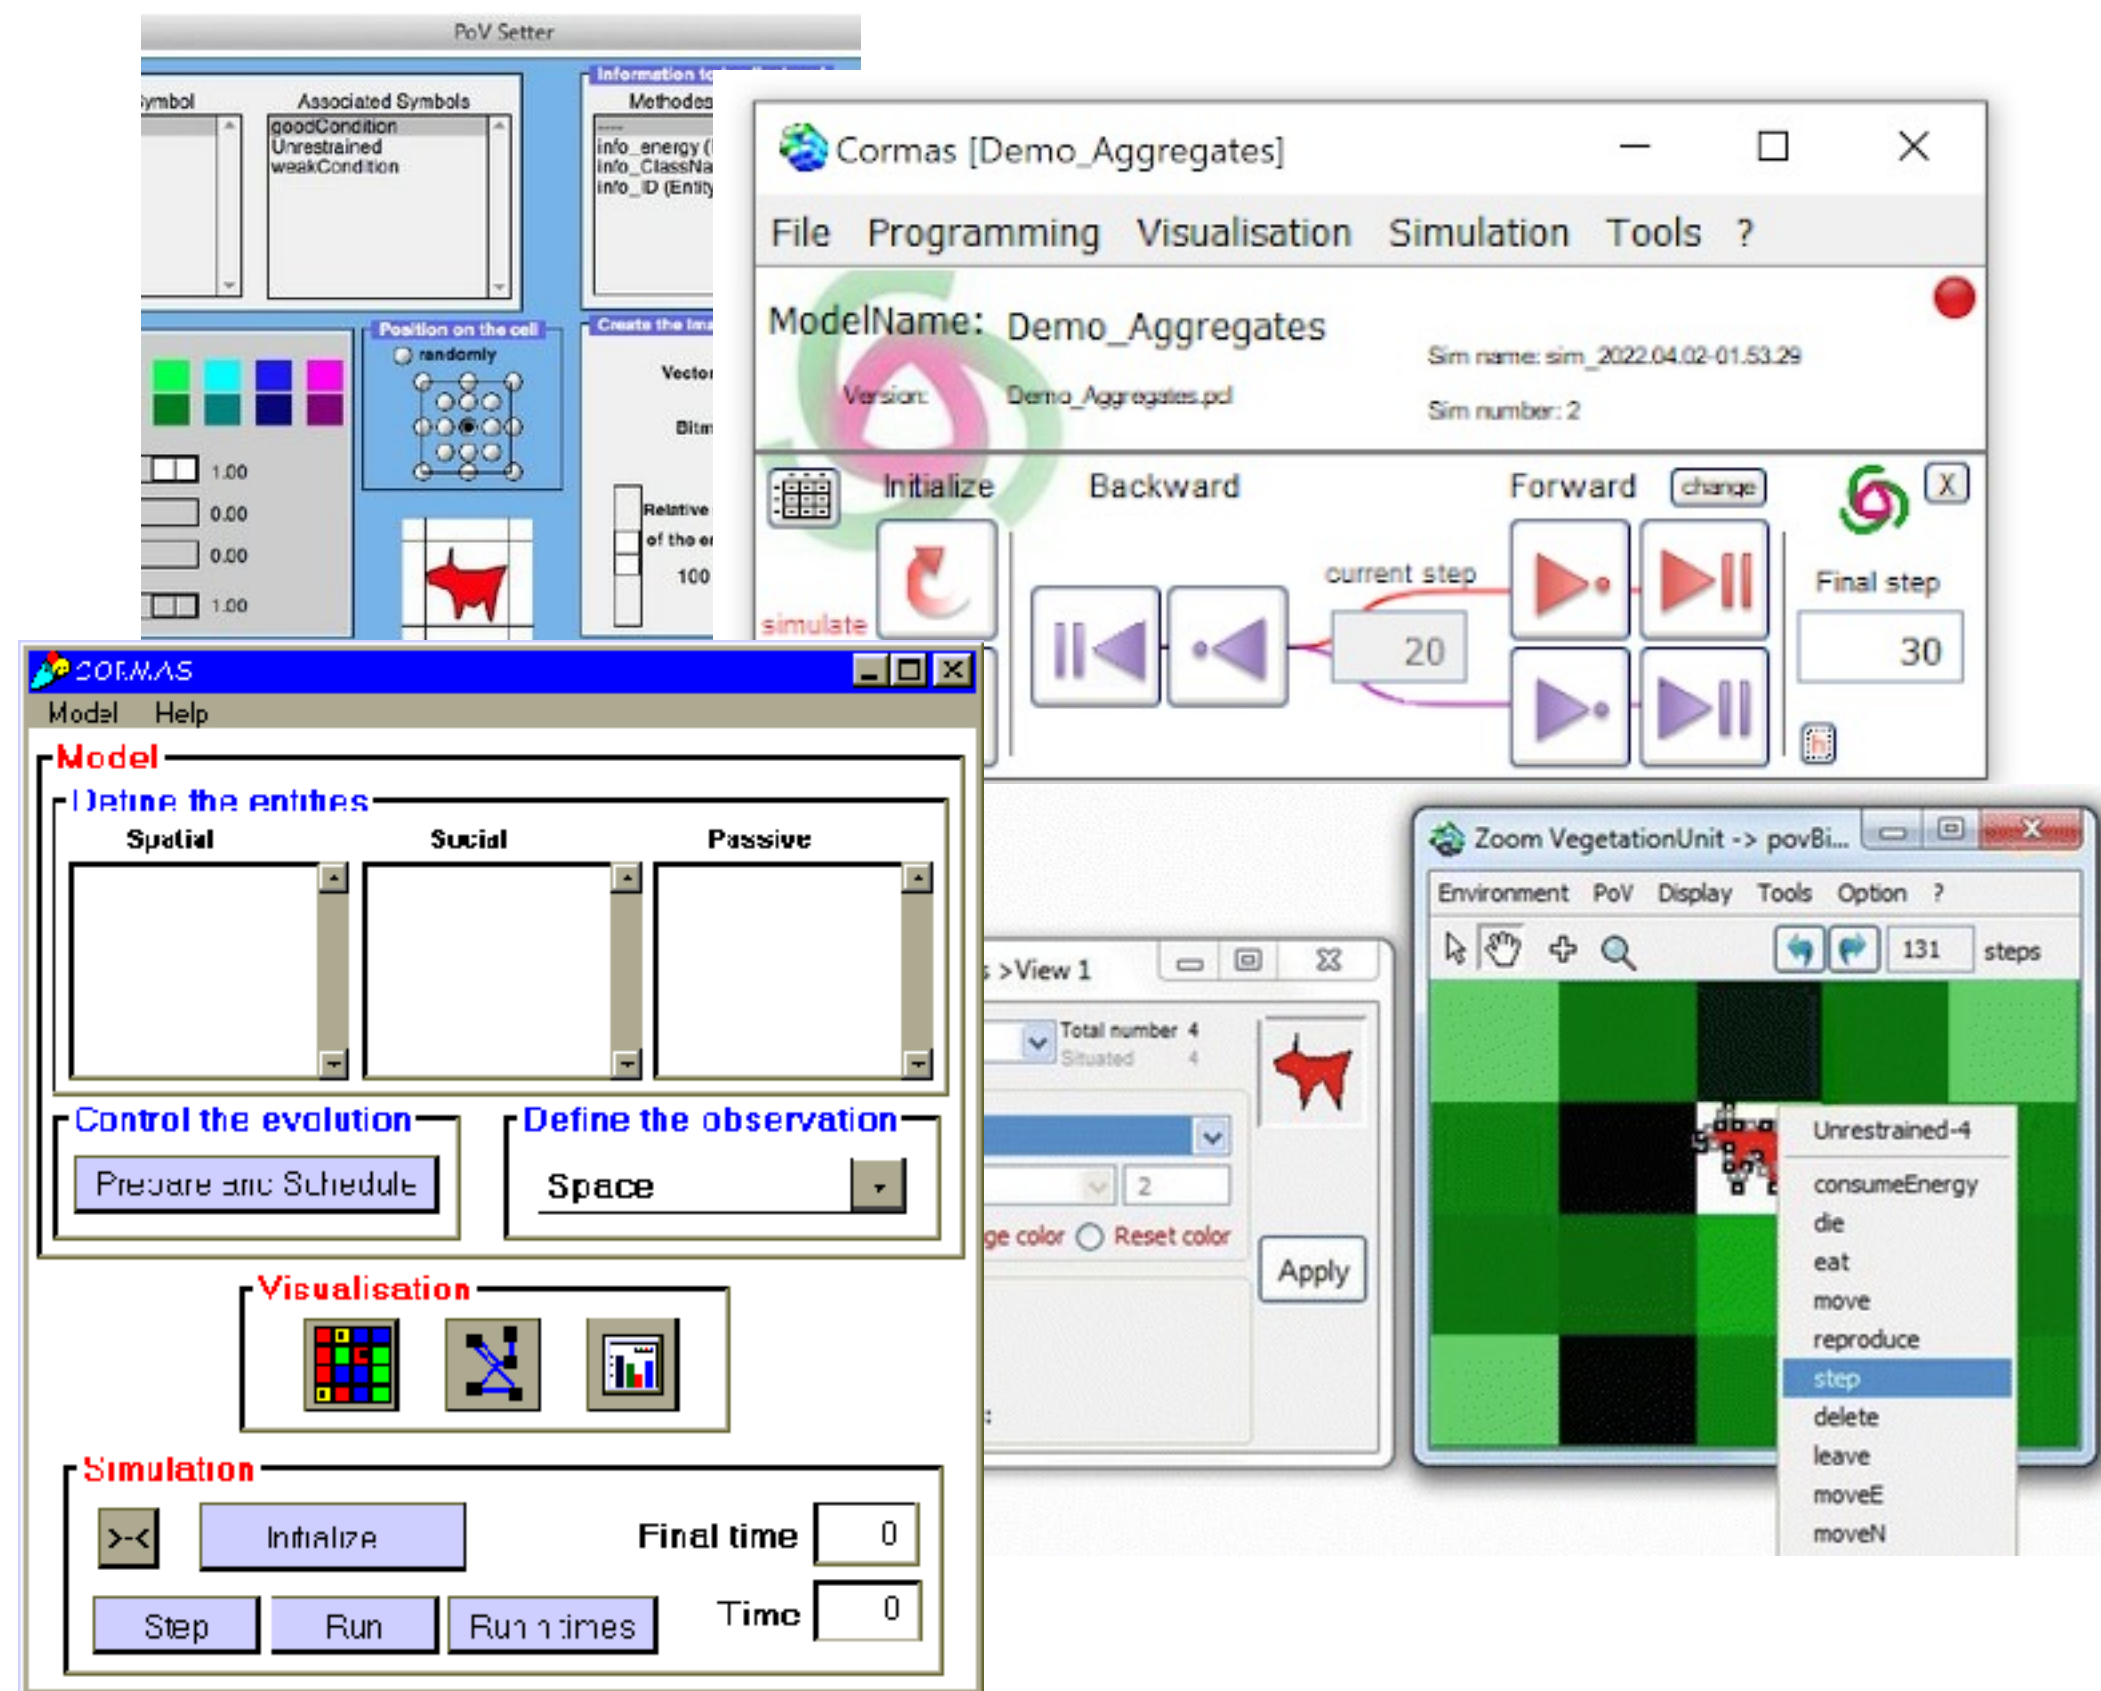 PoV Setter
Associated Symbols
goodCondition
Unrestrained
weakCondition
Methodes
----
info_energy (
info_ID (Entity
Position on the cell
randomly
1.00
0.00
0.00
1.00
Create the
Relative
of the
100
Cormas [Demo_Aggregates]
File Programming Visualisation Simulation Tools ?
ModelName: Demo_Aggregates
Version: Demo_Aggregates.pcl
Sim name: sim_2022.04.02-01.53.29
Sim number: 2
Initialize Backward Forward change X
current step
simulate
20
Final step
30
h
CORMAS
Model Help
Model
Define the entities
Spatial Social Passive
Control the evolution
Prepare and Schedule
Define the observation
Space
Visualisation
Simulation
>-<
Initialize
Final time 0
Step Run Run n times
Time 0
>View 1
Total number 4
Situated 4
2
color Reset color
Apply
Zoom VegetationUnit -> povBi...
Environment PoV Display Tools Option ?
131 steps
Unrestrained-4
consumeEnergy
die
eat
move
reproduce
step
delete
leave
moveE
moveN